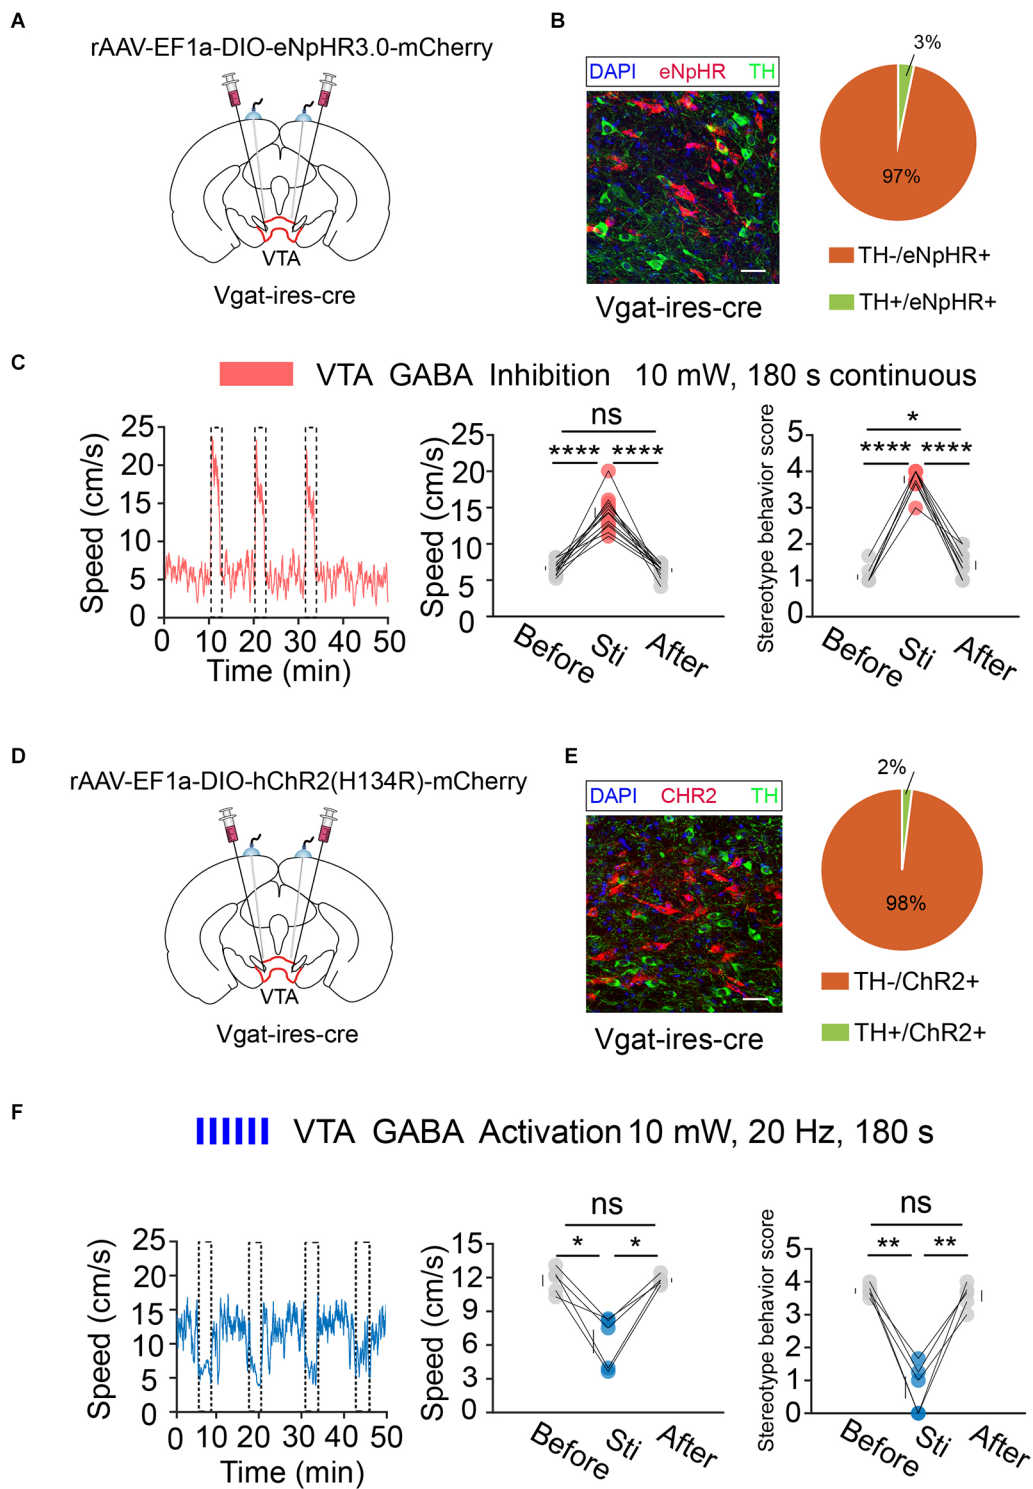 A
rAAV-EF1a-DIO-eNpHR3.0-mCherry
VTA
Vgat-ires-cre
B
DAPI eNpHR TH
Vgat-ires-cre
3%
97%
TH-/eNpHR+
TH+/eNpHR+
C
VTA GABA Inhibition 10 mW, 180 s continuous
Speed (cm/s)
25
20
15
10
5
0
0 10 20 30 40 50
Time (min)
Speed (cm/s)
25
20
15
10
5
0
ns
**** ****
Before Sti After
Stereotype behavior score
5
4
3
2
1
0
*
**** ****
Before Sti After
D
rAAV-EF1a-DIO-hChR2(H134R)-mCherry
VTA
Vgat-ires-cre
E
DAPI CHR2 TH
Vgat-ires-cre
2%
98%
TH-/ChR2+
TH+/ChR2+
F
VTA GABA Activation 10 mW, 20 Hz, 180 s
Speed (cm/s)
25
20
15
10
5
0
0 10 20 30 40 50
Time (min)
Speed (cm/s)
15
12
9
6
3
0
ns
* *
Before Sti After
Stereotype behavior score
5
4
3
2
1
0
ns
** **
Before Sti After